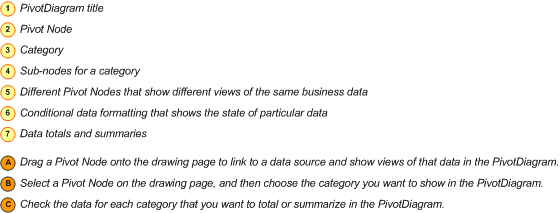 1 PivotDiagram title
2 Pivot Node
3 Category
4 Sub-nodes for a category
5 Different Pivot Nodes that show different views of the same business data
6 Conditional data formatting that shows the state of particular data
7 Data totals and summaries
A Drag a Pivot Node onto the drawing page to link to a data source and show views of that data in the PivotDiagram.
B Select a Pivot Node on the drawing page, and then choose the category you want to show in the PivotDiagram.
C Check the data for each category that you want to total or summarize in the PivotDiagram.